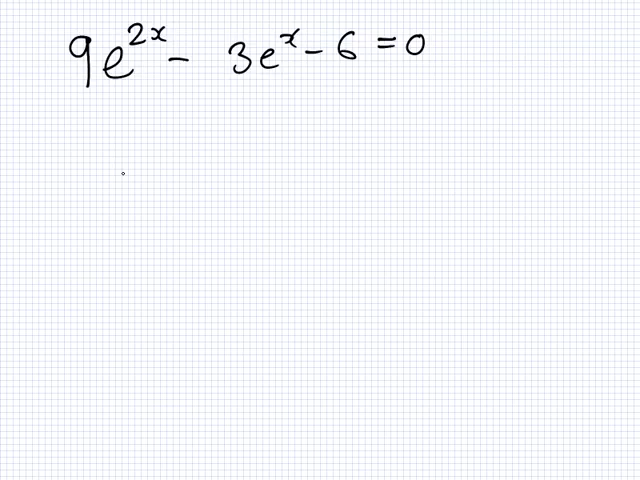 9e^{2x} - 3e^{x} - 6 = 0